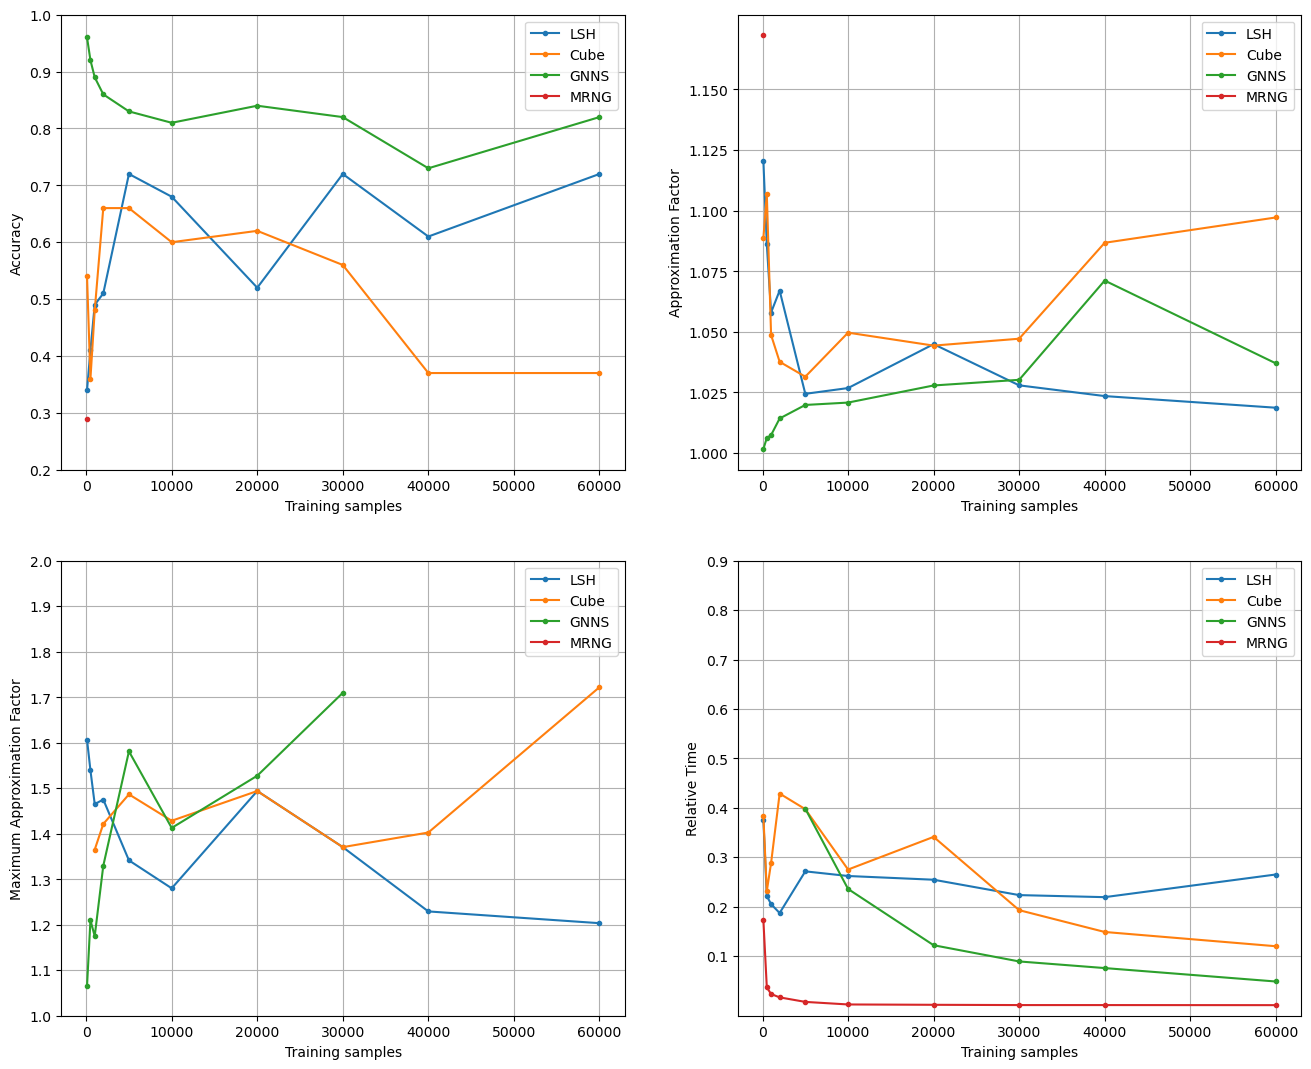 1.0
0.9
0.8
0.7
0.6
0.5
0.4
0.3
0.2
Accuracy
0 10000 20000 30000 40000 50000 60000
Training samples
LSH
Cube
GNNS
MRNG
1.150
1.125
1.100
1.075
1.050
1.025
1.000
Approximation Factor
0 10000 20000 30000 40000 50000 60000
Training samples
LSH
Cube
GNNS
MRNG
2.0
1.9
1.8
1.7
1.6
1.5
1.4
1.3
1.2
1.1
1.0
Maximum Approximation Factor
0 10000 20000 30000 40000 50000 60000
Training samples
LSH
Cube
GNNS
MRNG
0.9
0.8
0.7
0.6
0.5
0.4
0.3
0.2
0.1
Relative Time
0 10000 20000 30000 40000 50000 60000
Training samples
LSH
Cube
GNNS
MRNG